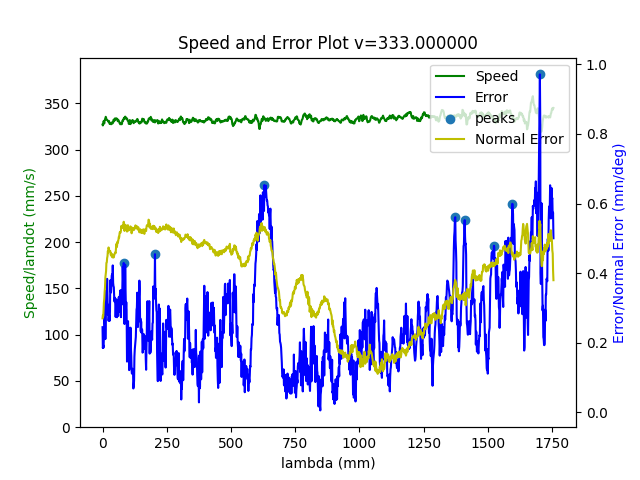 Speed and Error Plot v=333.000000
Speed
Error
peaks
Normal Error
Speed/lamdot (mm/s)
0
50
100
150
200
250
300
350
Error/Normal Error (mm/deg)
0.0
0.2
0.4
0.6
0.8
1.0
0 250 500 750 1000 1250 1500 1750
lambda (mm)